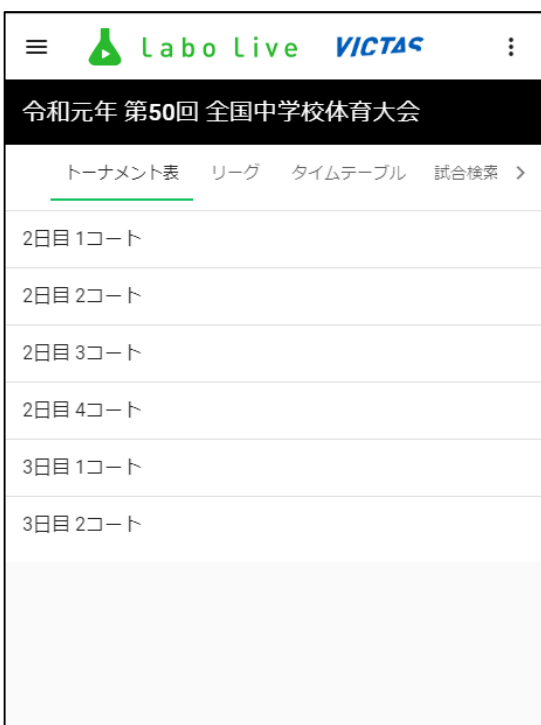 Labo Live VICTAS
令和元年 第50回 全国中学校体育大会
トーナメント表 リーグ タイムテーブル 試合検索
2日目 1コート
2日目 2コート
2日目 3コート
2日目 4コート
3日目 1コート
3日目 2コート